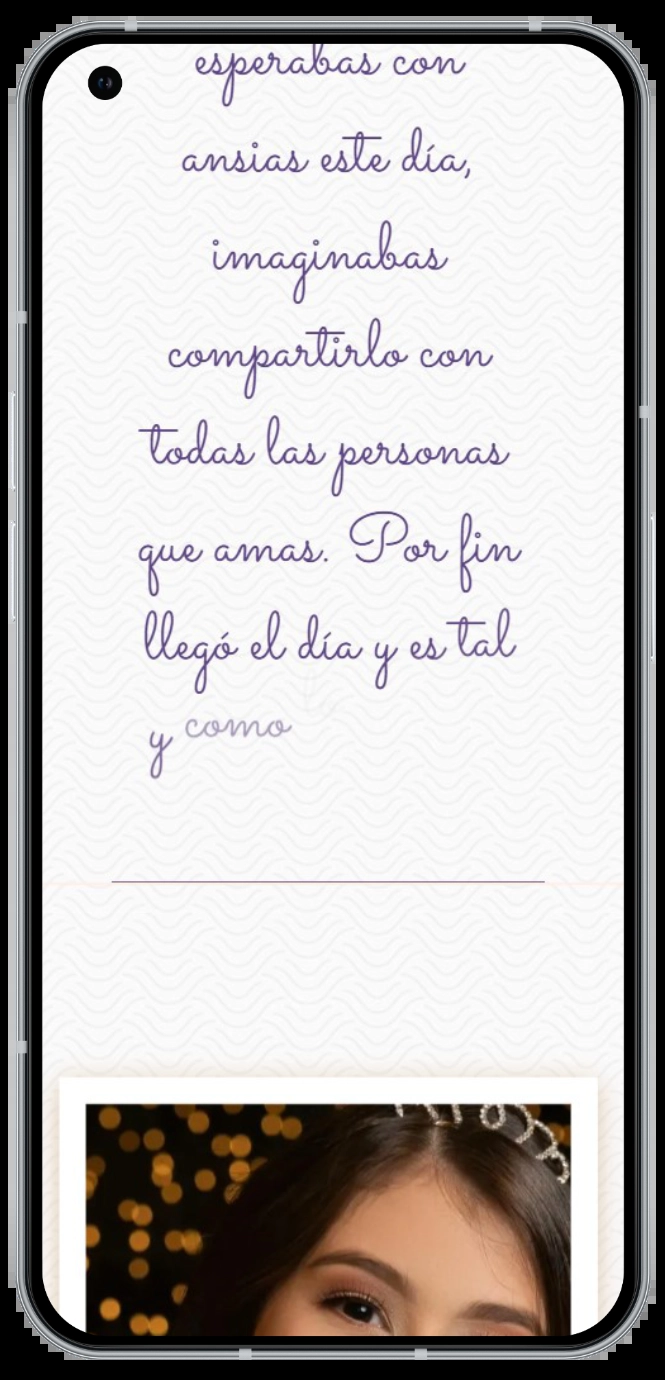 esperabas con
ansias este día,
imaginabas
compartirlo con
todas las personas
que amas. Por fin
llegó el día y es tal
y como